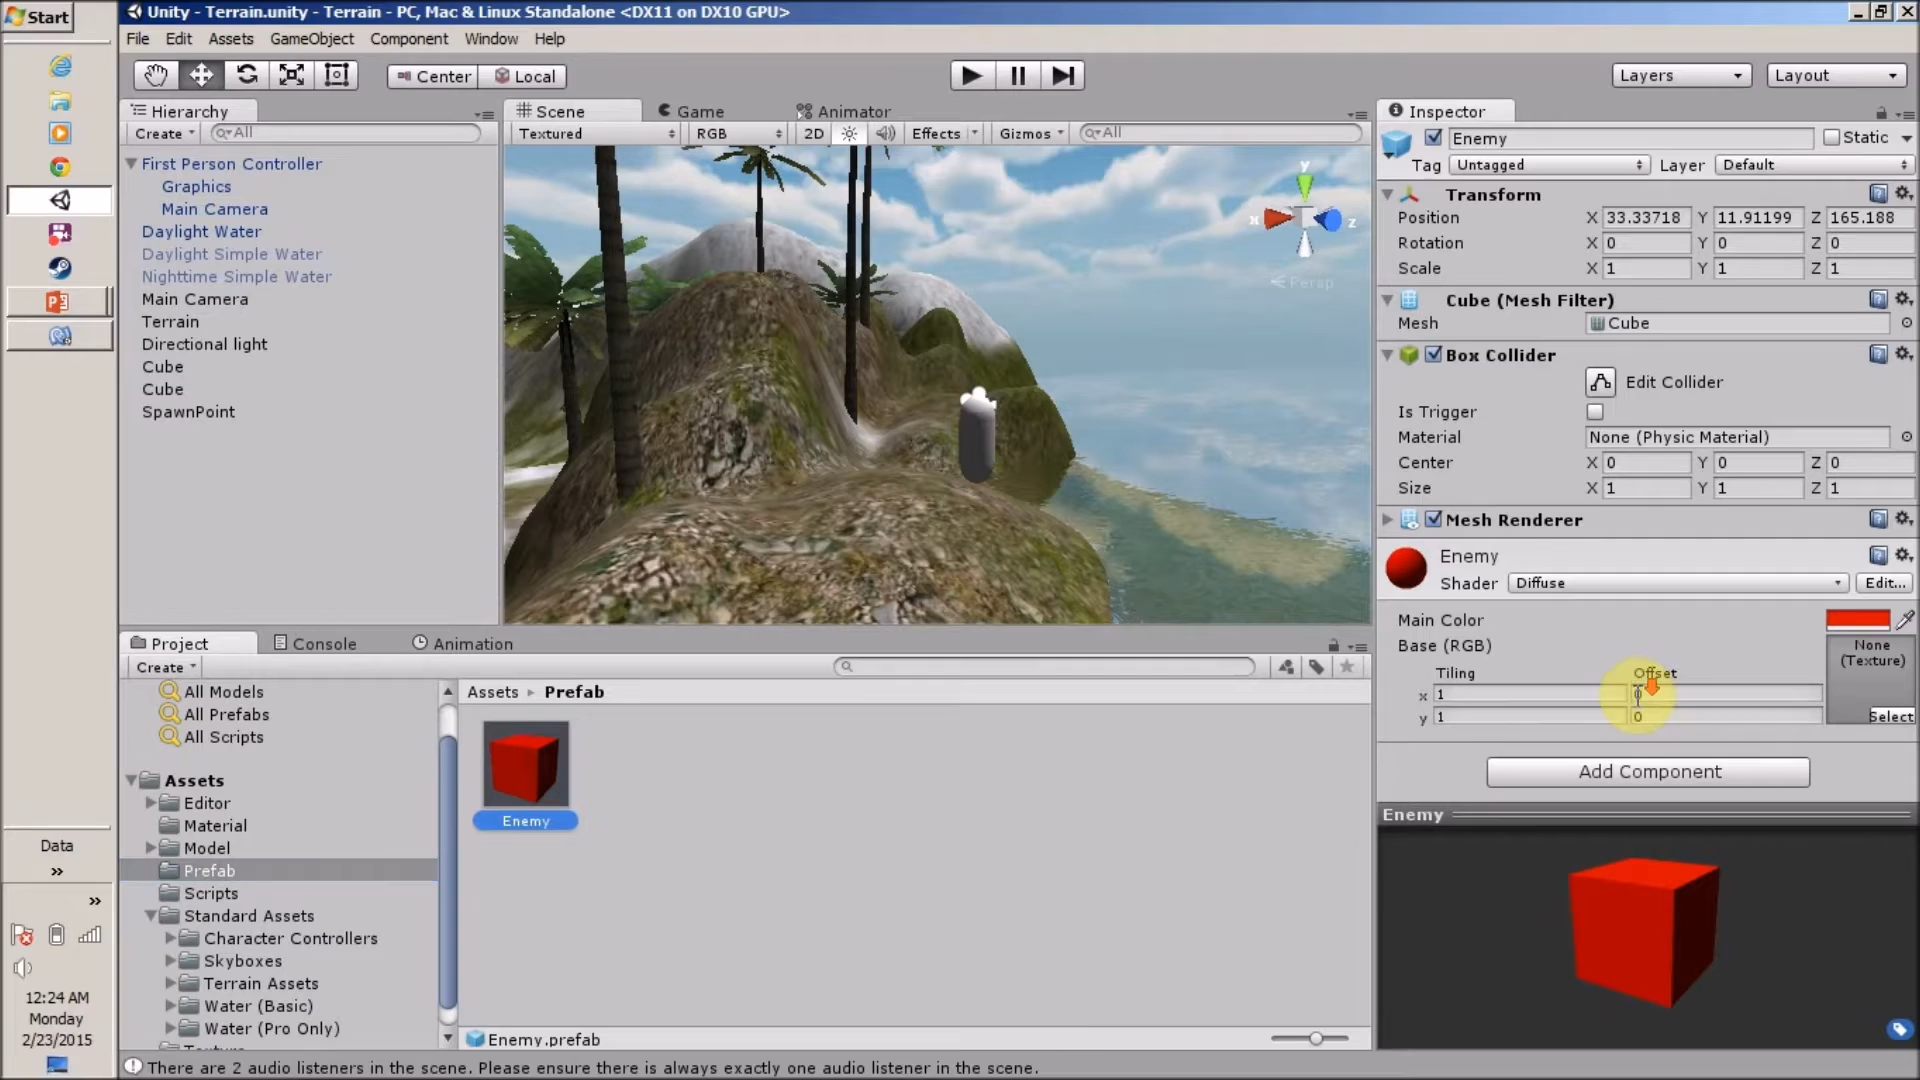 Start
Unity - Terrain.unity - Terrain - PC, Mac & Linux Standalone <DX11 on DX10 GPU>
File Edit Assets GameObject Component Window Help
Center Local
Layers Layout
Hierarchy
Create All
First Person Controller
Graphics
Main Camera
Daylight Water
Daylight Simple Water
Nighttime Simple Water
Main Camera
Terrain
Directional light
Cube
Cube
SpawnPoint
Scene Game Animator
Textured RGB 2D Effects Gizmos All
y
x z
Persp
Inspector
Enemy Static
Tag Untagged Layer Default
Transform
Position X 33.33718 Y 11.91199 Z 165.188
Rotation X 0 Y 0 Z 0
Scale X 1 Y 1 Z 1
Cube (Mesh Filter)
Mesh Cube
Box Collider
Edit Collider
Is Trigger
Material None (Physic Material)
Center X 0 Y 0 Z 0
Size X 1 Y 1 Z 1
Mesh Renderer
Enemy
Shader Diffuse Edit...
Main Color
Base (RGB)
None
(Texture)
Tiling Offset
x 1 0
y 1 0
Select
Add Component
Enemy
Project Console Animation
Create
All Models
All Prefabs
All Scripts
Assets
Editor
Material
Model
Prefab
Scripts
Standard Assets
Character Controllers
Skyboxes
Terrain Assets
Water (Basic)
Water (Pro Only)
Assets Prefab
Enemy
Enemy.prefab
Data
»
»
12:24 AM
Monday
2/23/2015
There are 2 audio listeners in the scene. Please ensure there is always exactly one audio listener in the scene.